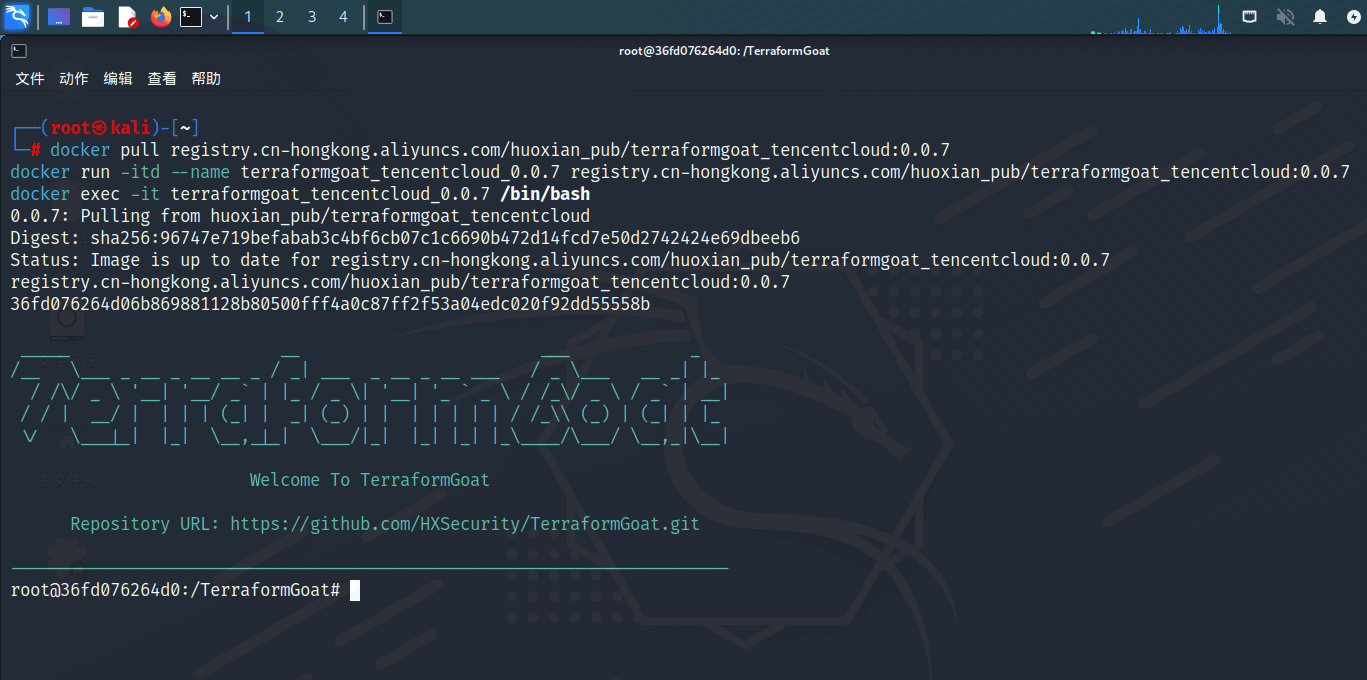 1 2 3 4
root@36fd076264d0: /TerraformGoat
文件 动作 编辑 查看 帮助
┌──(root㉿kali)-[~]
└─# docker pull registry.cn-hongkong.aliyuncs.com/huoxian_pub/terraformgoat_tencentcloud:0.0.7
docker run -itd --name terraformgoat_tencentcloud_0.0.7 registry.cn-hongkong.aliyuncs.com/huoxian_pub/terraformgoat_tencentcloud:0.0.7
docker exec -it terraformgoat_tencentcloud_0.0.7 /bin/bash
0.0.7: Pulling from huoxian_pub/terraformgoat_tencentcloud
Digest: sha256:96747e719befabab3c4bf6cb07c1c6690b472d14fcd7e50d2742424e69dbeeb6
Status: Image is up to date for registry.cn-hongkong.aliyuncs.com/huoxian_pub/terraformgoat_tencentcloud:0.0.7
registry.cn-hongkong.aliyuncs.com/huoxian_pub/terraformgoat_tencentcloud:0.0.7
36fd076264d06b869881128b80500fff4a0c87ff2f53a04edc020f92dd55558b
TerraformGoat
Welcome To TerraformGoat
Repository URL: https://github.com/HXSecurity/TerraformGoat.git
root@36fd076264d0:/TerraformGoat#